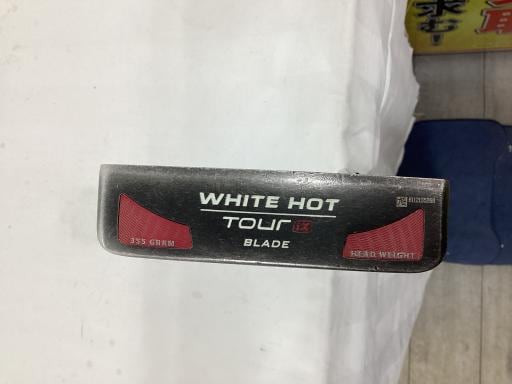 WHITE HOT
TOUR iX
BLADE
355 GRAM
HEAD WEIGHT